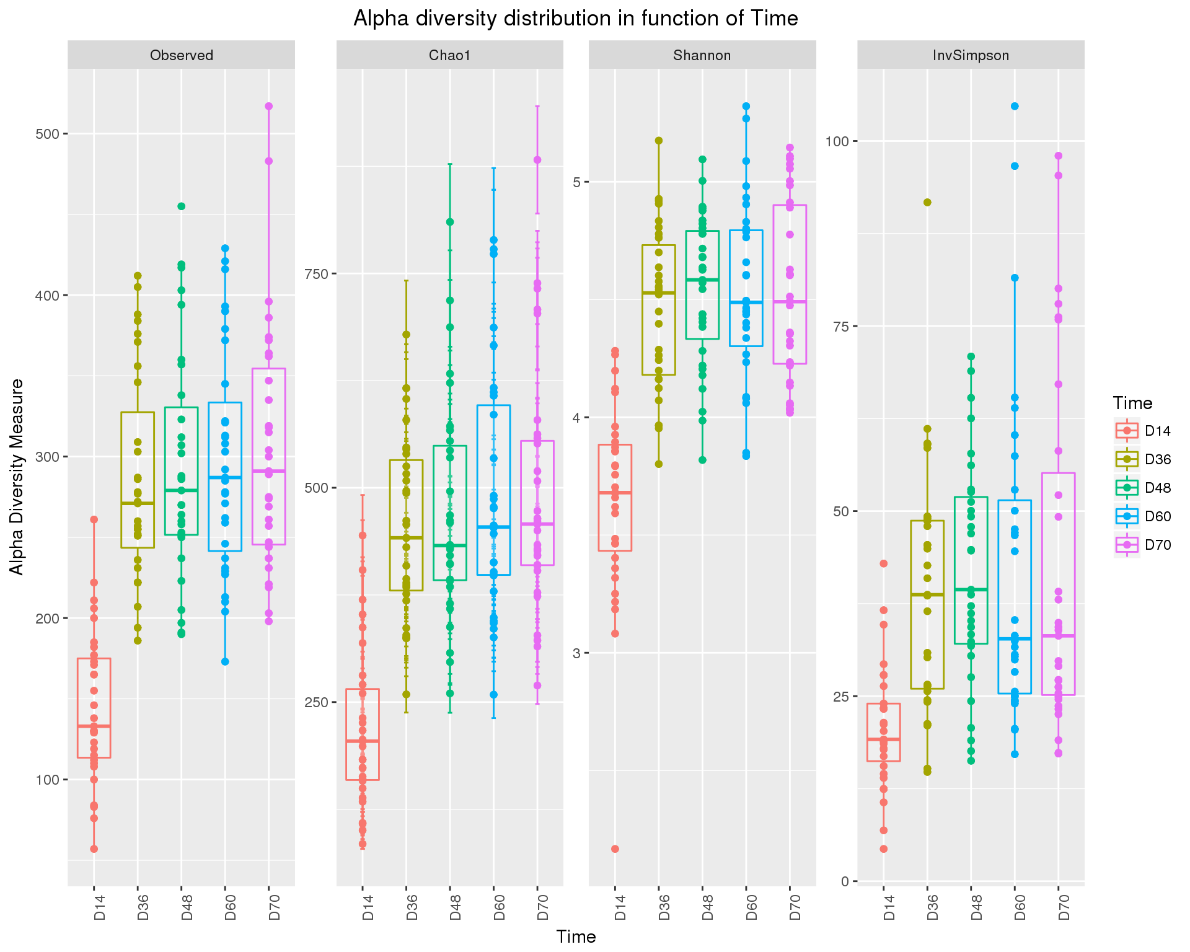 Alpha diversity distribution in function of Time
Observed
Chao1
Shannon
InvSimpson
Alpha Diversity Measure
500
400
300
200
100
750
500
250
5
4
3
100
75
50
25
0
D14 D36 D48 D60 D70
D14 D36 D48 D60 D70
D14 D36 D48 D60 D70
D14 D36 D48 D60 D70
Time
Time
D14
D36
D48
D60
D70